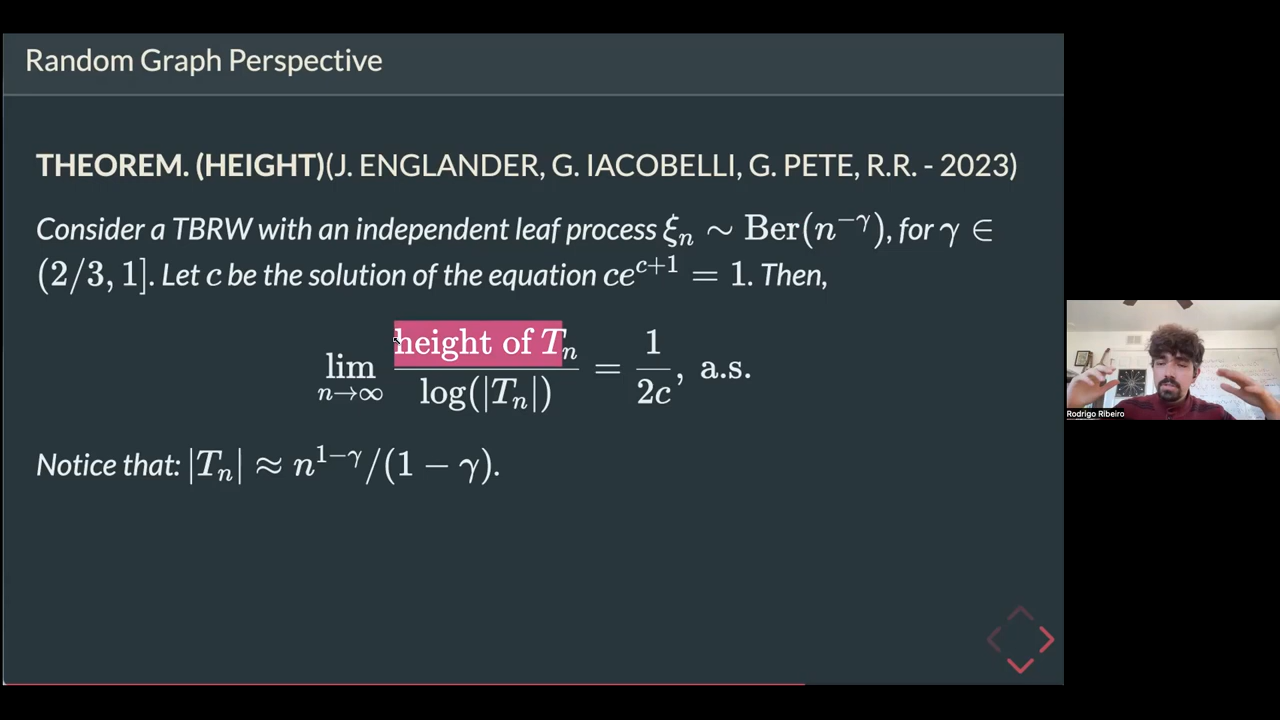 Random Graph Perspective
THEOREM. (HEIGHT)(J. ENGLANDER, G. IACOBELLI, G. PETE, R.R. - 2023)
Consider a TBRW with an independent leaf process ξ_n ∼ Ber(n^{−γ}), for γ ∈
(2/3, 1]. Let c be the solution of the equation ce^{c+1} = 1. Then,
lim_{n→∞} height of T_n / log(|T_n|) = 1/2c, a.s.
Notice that: |T_n| ≈ n^{1−γ}/(1 − γ).
Rodrigo Ribeiro